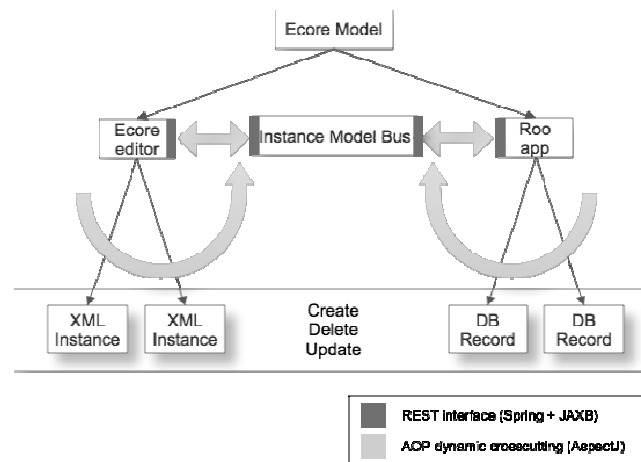 Ecore Model
Ecore
editor
Instance Model Bus
Roo
app
XML
Instance
XML
Instance
Create
Delete
Update
DB
Record
DB
Record
REST interface (Spring + JAXB)
AOP dynamic crosscutting (AspectJ)